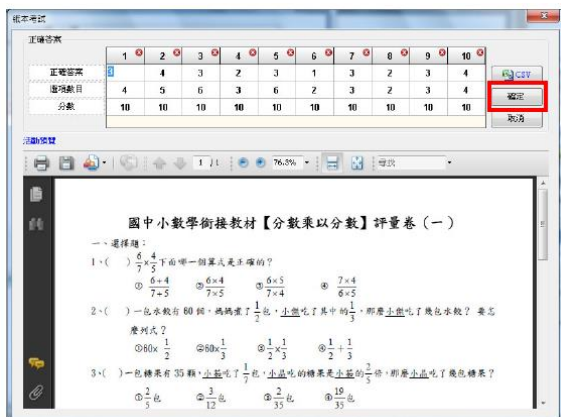 紙本考試
正確答案
1 2 3 4 5 6 7 8 9 10
正確答案 3 4 3 2 3 1 3 2 3 4
選項數目 4 5 6 3 6 2 3 2 3 4
分數 10 10 10 10 10 10 10 10 10 10
CSV
確定
取消
活動預覽
1 / 1 76.3% 尋找
國中小數學銜接教材【分數乘以分數】評量卷（一）
一、選擇題：
1、( ) 6/7 × 4/5 下面哪一個算式是正確的？
① 6+4/7+5 ② 6×4/7×5 ③ 6×5/7×4 ④ 7×4/6×5
2、( ) 一包水餃有 60 個，媽媽煮了 1/2 包，小傑吃了其中的 1/3，那麼小傑吃了幾包水餃？ 要怎
麼列式？
①60x 1/2 ②60x 1/3 ③ 1/2 × 1/3 ④ 1/2 + 1/3
3、( ) 一包糖果有 35 顆，小茹吃了 1/7 包，小晶吃的糖果是小茹的 2/5 倍，那麼小晶吃了幾包糖果？
① 2/5 包 ② 3/12 包 ③ 2/35 包 ④ 19/35 包